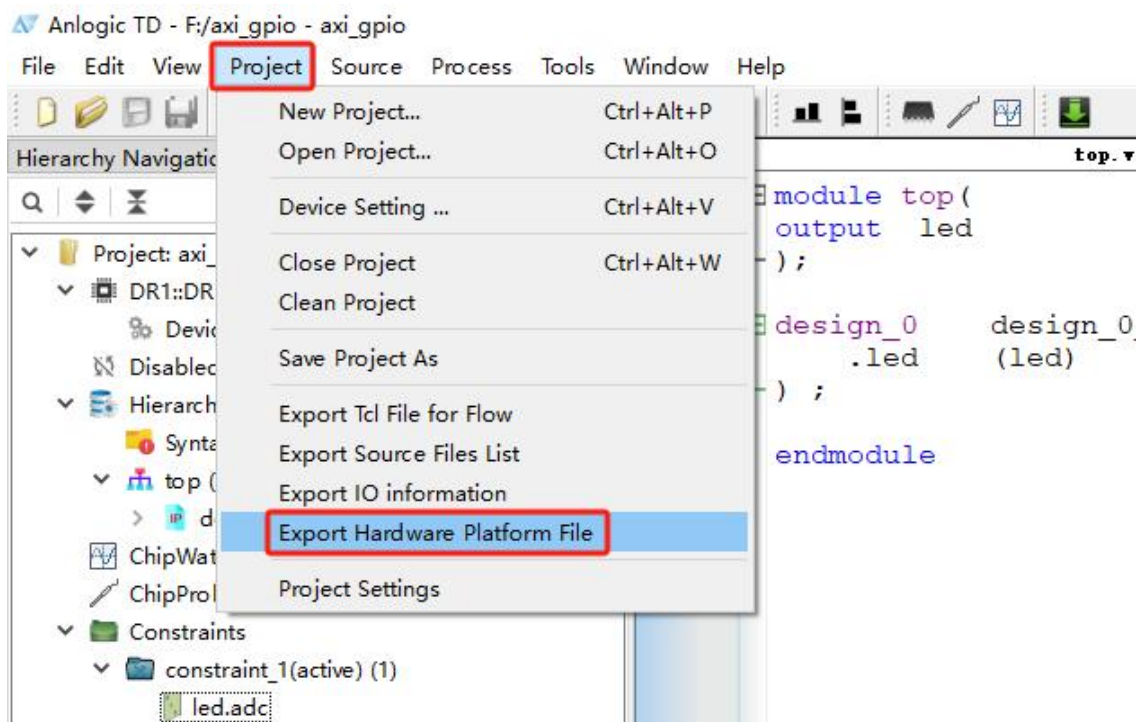 Anlogic TD - F:/axi_gpio - axi_gpio
File Edit View Project Source Process Tools Window Help
New Project... Ctrl+Alt+P
Open Project... Ctrl+Alt+O
Device Setting ... Ctrl+Alt+V
Close Project Ctrl+Alt+W
Clean Project
Save Project As
Export Tcl File for Flow
Export Source Files List
Export IO information
Export Hardware Platform File
Project Settings
Hierarchy Navigatio
Project: axi_
DR1::DR
Devic
Disabled
Hierarch
Synta
top (
IP d
ChipWat
ChipProl
Constraints
constraint_1(active) (1)
led.adc
top.v
module top(
output led
);
design_0 design_0_
.led (led)
) ;
endmodule